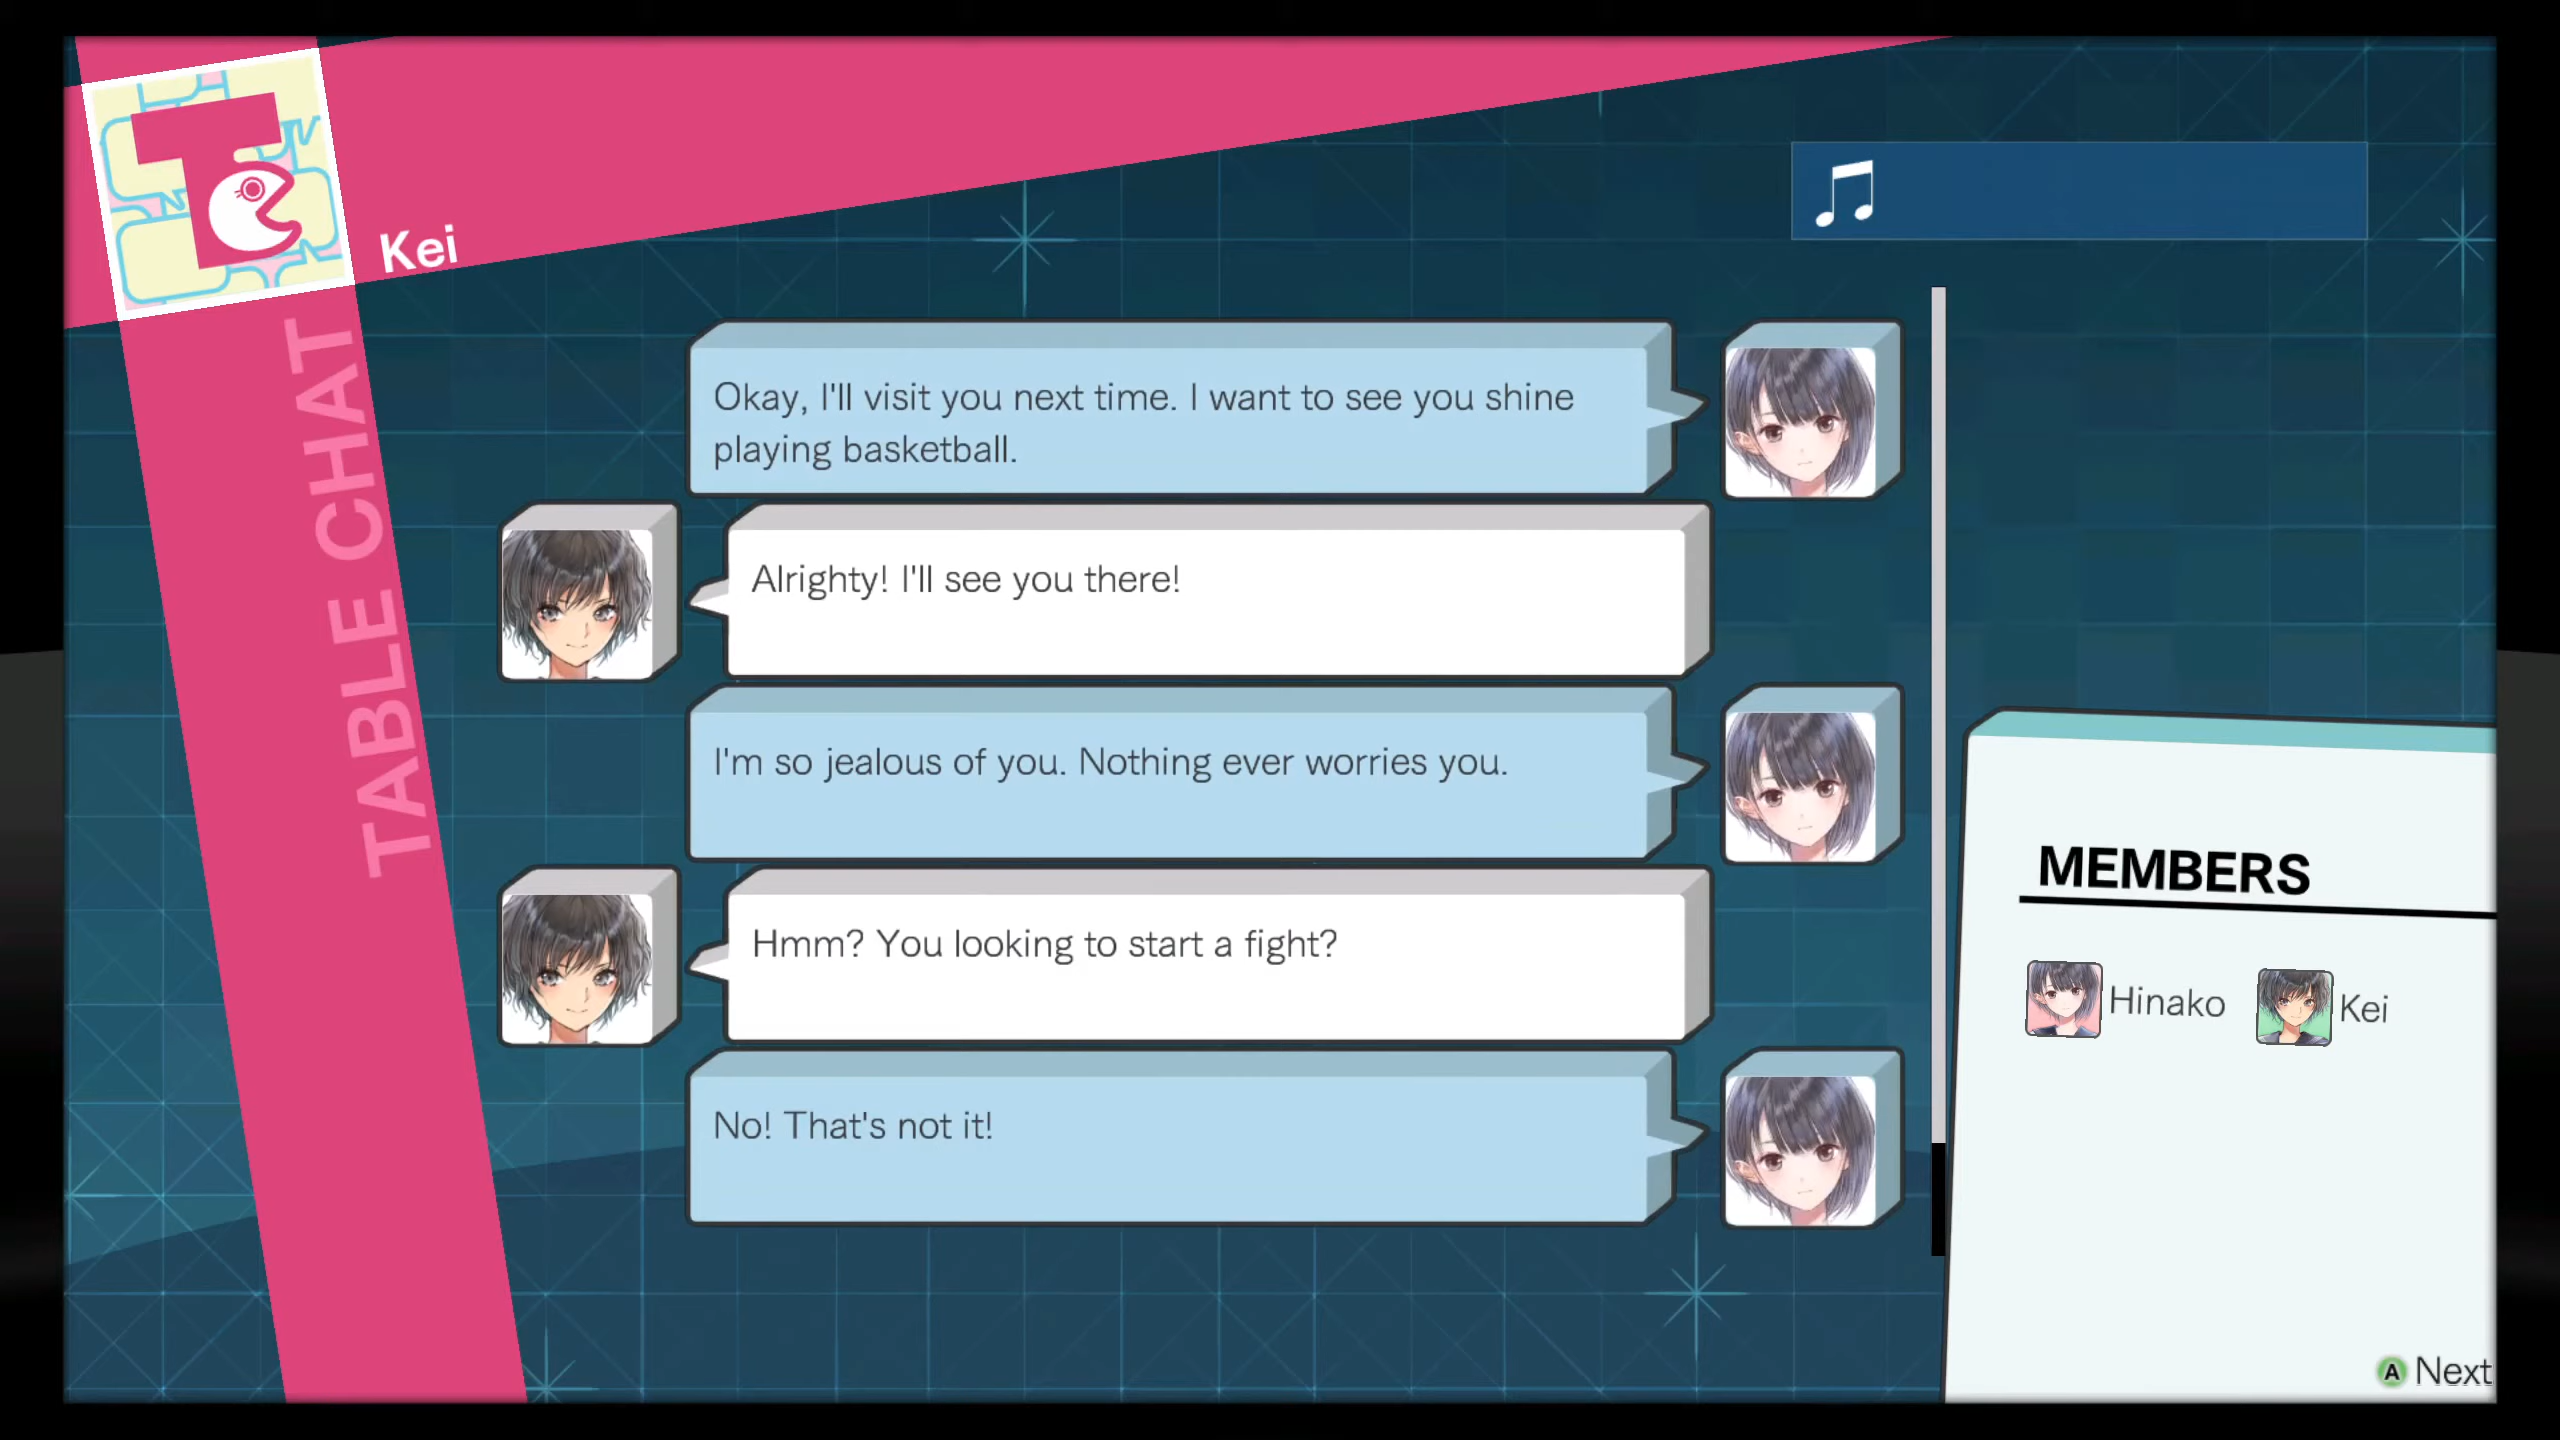 T
Kei
TABLE CHAT
Okay, I'll visit you next time. I want to see you shine
playing basketball.
Alrighty! I'll see you there!
I'm so jealous of you. Nothing ever worries you.
Hmm? You looking to start a fight?
No! That's not it!
MEMBERS
Hinako
Kei
A Next